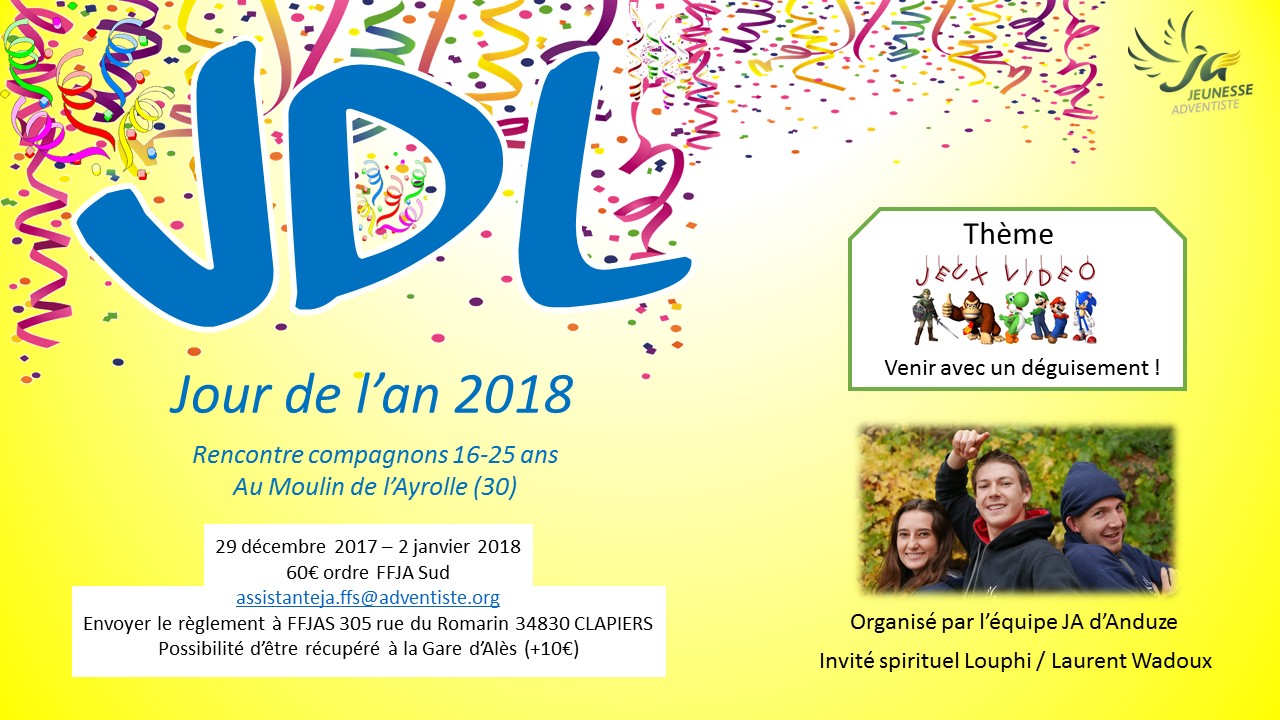 JDL
JEUNESSE
ADVENTISTE
Thème
JEUX VIDEO
Venir avec un déguisement !
Jour de l’an 2018
Rencontre compagnons 16-25 ans
Au Moulin de l’Ayrolle (30)
29 décembre 2017 – 2 janvier 2018
60€ ordre FFJA Sud
assistanteja.ffs@adventiste.org
Envoyer le règlement à FFJAS 305 rue du Romarin 34830 CLAPIERS
Possibilité d’être récupéré à la Gare d’Alès (+10€)
Organisé par l’équipe JA d’Anduze
Invité spirituel Louphi / Laurent Wadoux